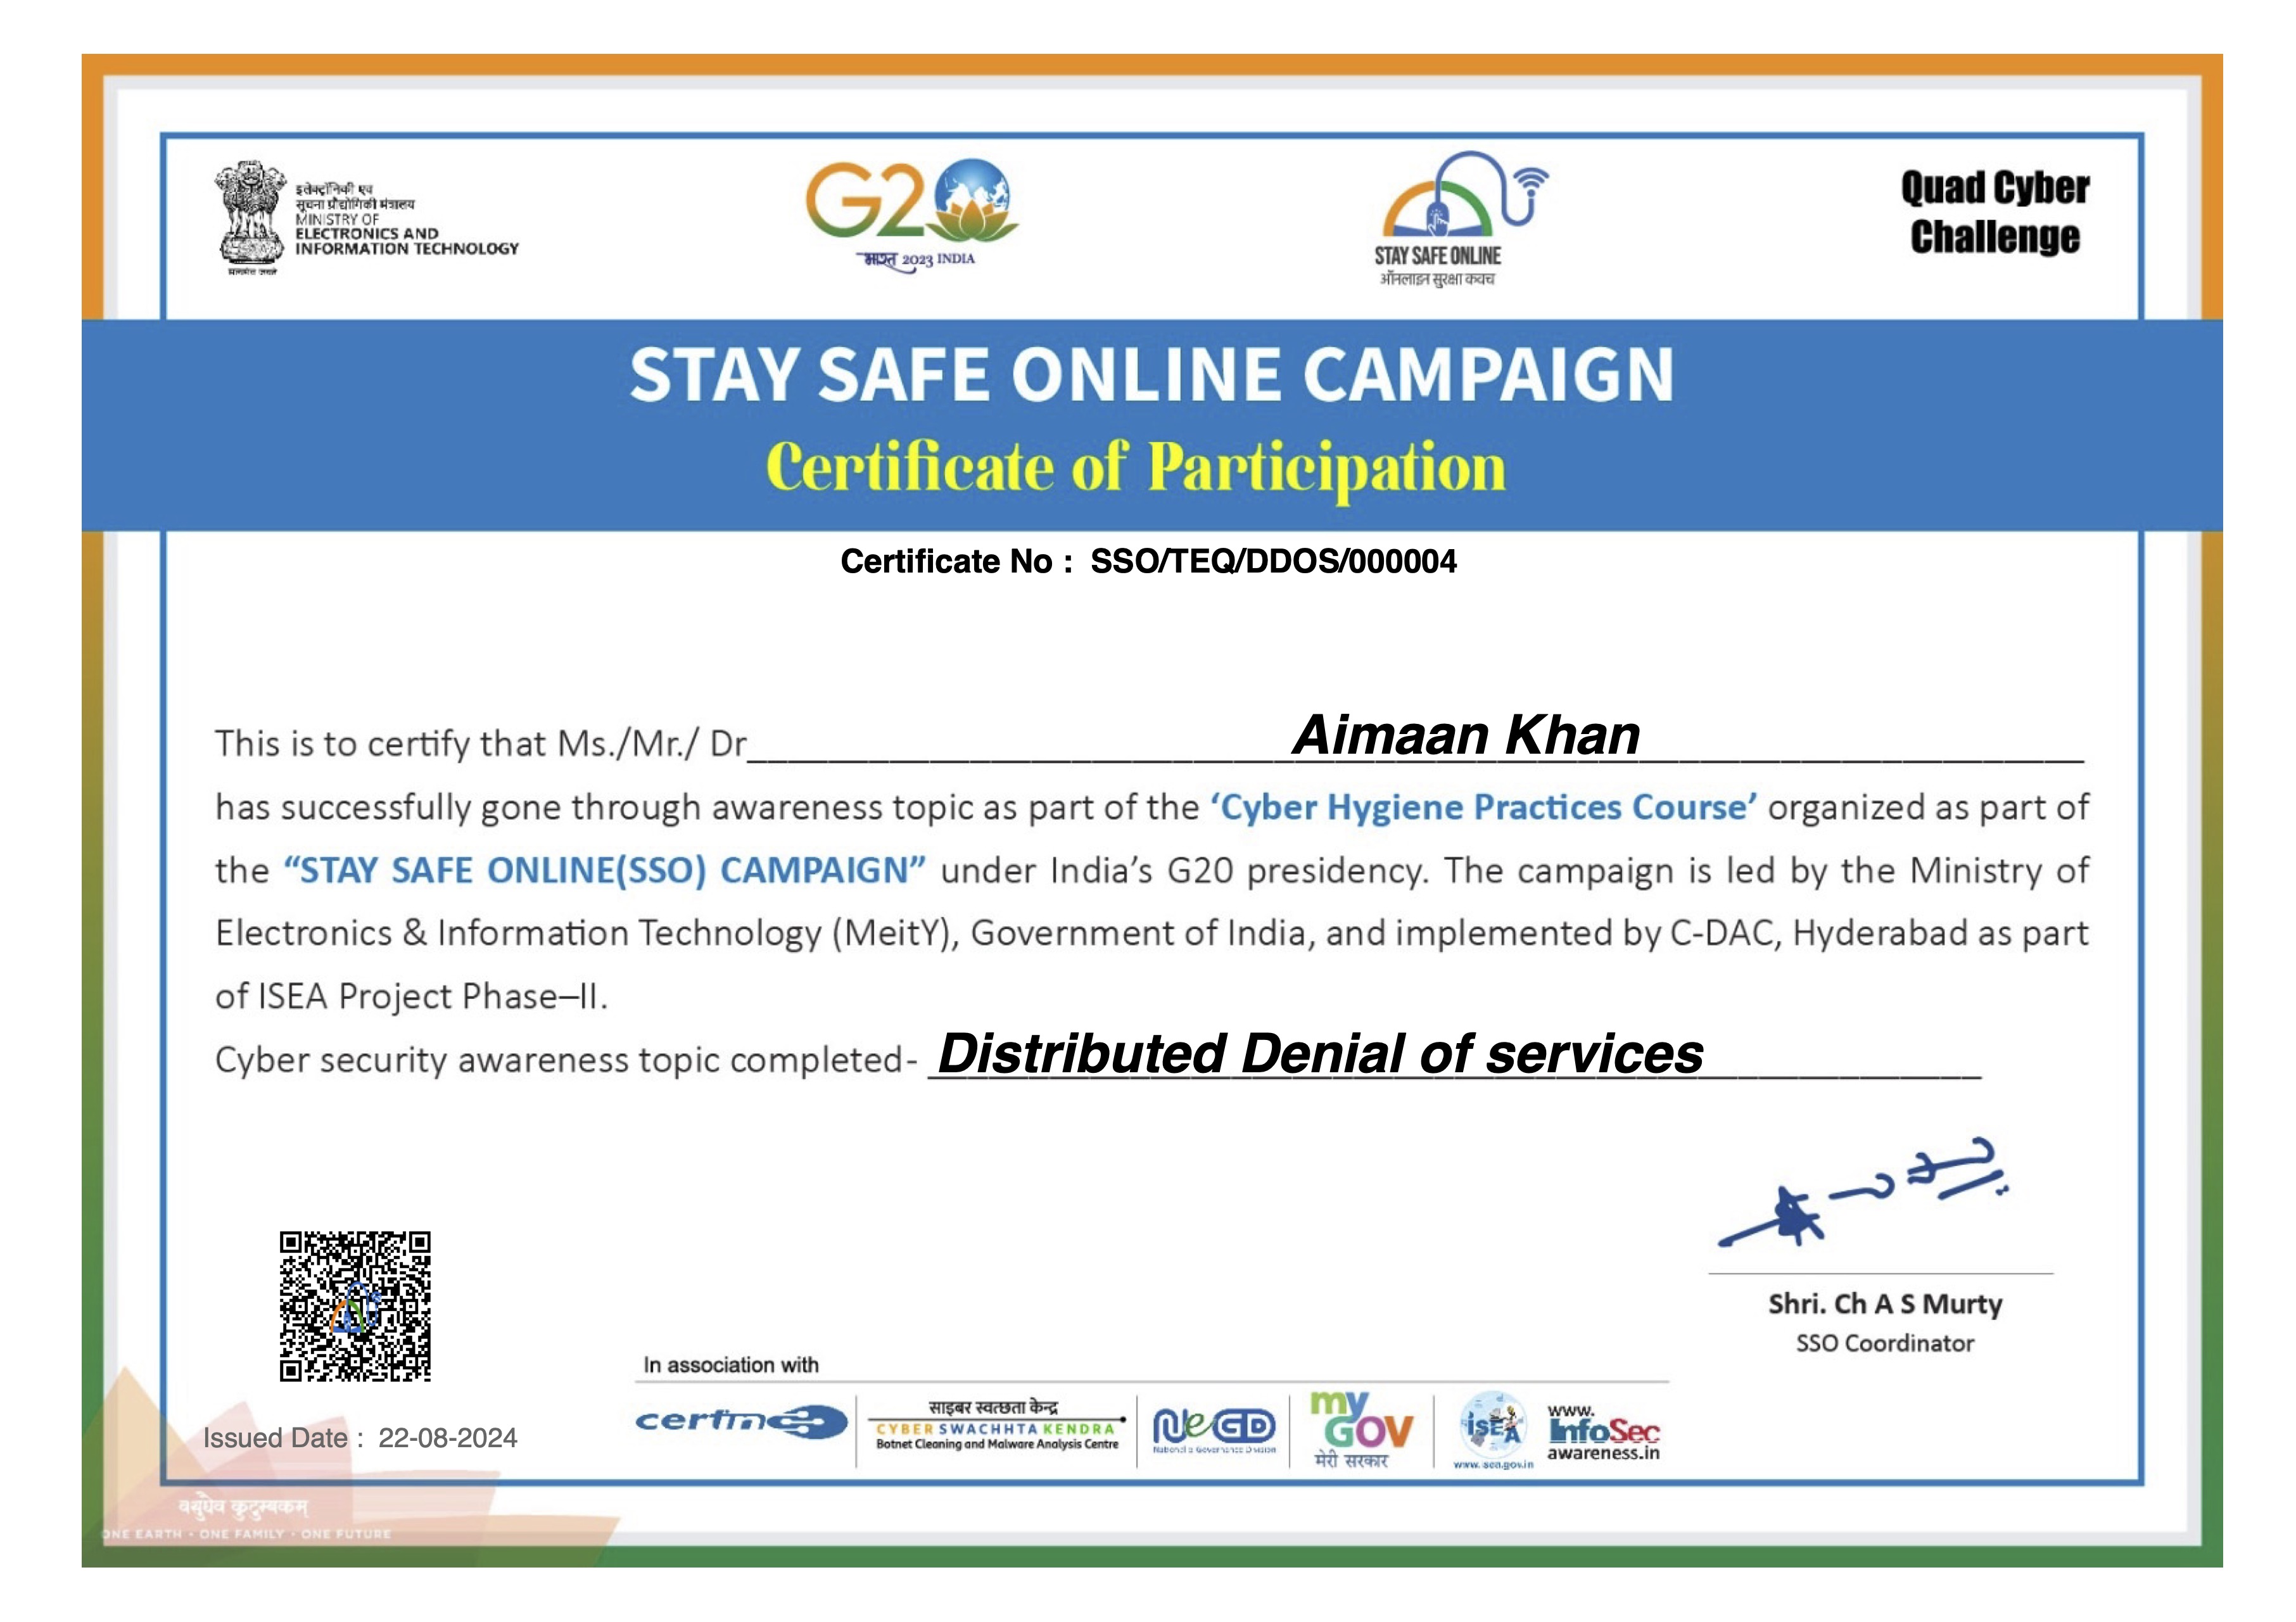 इलेक्ट्रॉनिकी एवं
सूचना प्रौद्योगिकी मंत्रालय
MINISTRY OF
ELECTRONICS AND
INFORMATION TECHNOLOGY
सत्यमेव जयते
G20
भारत 2023 INDIA
STAY SAFE ONLINE
ऑनलाइन सुरक्षा कवच
Quad Cyber
Challenge
STAY SAFE ONLINE CAMPAIGN
Certificate of Participation
Certificate No : SSO/TEQ/DDOS/000004
This is to certify that Ms./Mr./ Dr Aimaan Khan
has successfully gone through awareness topic as part of the ‘Cyber Hygiene Practices Course’ organized as part of
the “STAY SAFE ONLINE(SSO) CAMPAIGN” under India’s G20 presidency. The campaign is led by the Ministry of
Electronics & Information Technology (MeitY), Government of India, and implemented by C-DAC, Hyderabad as part
of ISEA Project Phase–II.
Cyber security awareness topic completed- Distributed Denial of services
Shri. Ch A S Murty
SSO Coordinator
In association with
certin
साइबर स्वच्छता केन्द्र
CYBER SWACHHTA KENDRA
Botnet Cleaning and Malware Analysis Centre
NeGD
National e Governance Division
my
GOV
मेरी सरकार
ISEA
www.isea.gov.in
www.
InfoSec
awareness.in
Issued Date : 22-08-2024
वसुधैव कुटुम्बकम्
ONE EARTH • ONE FAMILY • ONE FUTURE